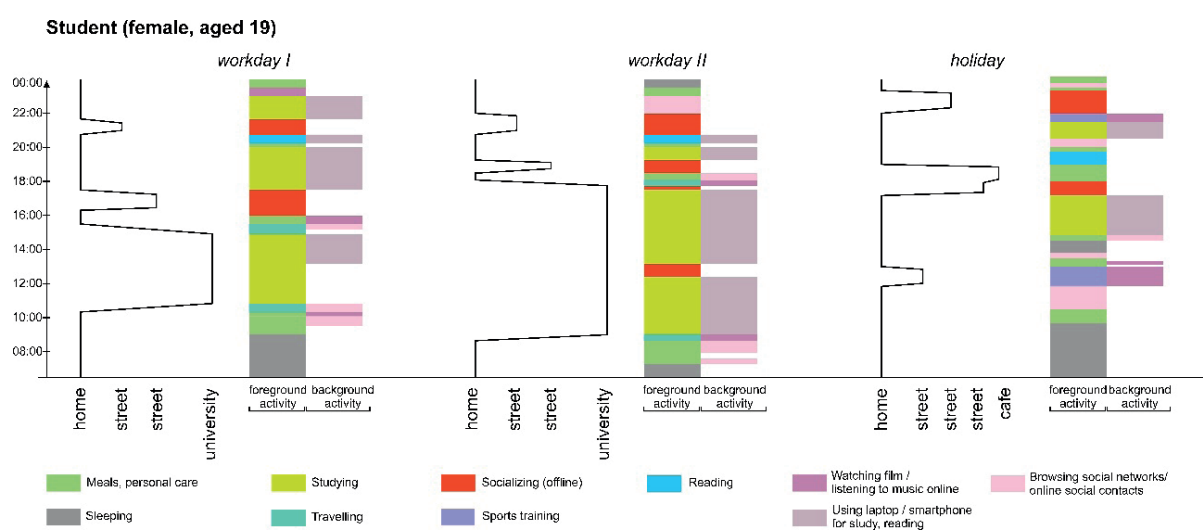 Student (female, aged 19)
workday I
workday II
holiday
00:00
22:00
20:00
18:00
16:00
14:00
12:00
10:00
08:00
home
street
street
university
foreground activity
background activity
home
street
street
university
foreground activity
background activity
home
street
street
street
cafe
foreground activity
background activity
Meals, personal care
Studying
Socializing (offline)
Reading
Watching film /
listening to music online
Browsing social networks/
online social contacts
Sleeping
Travelling
Sports training
Using laptop / smartphone
for study, reading